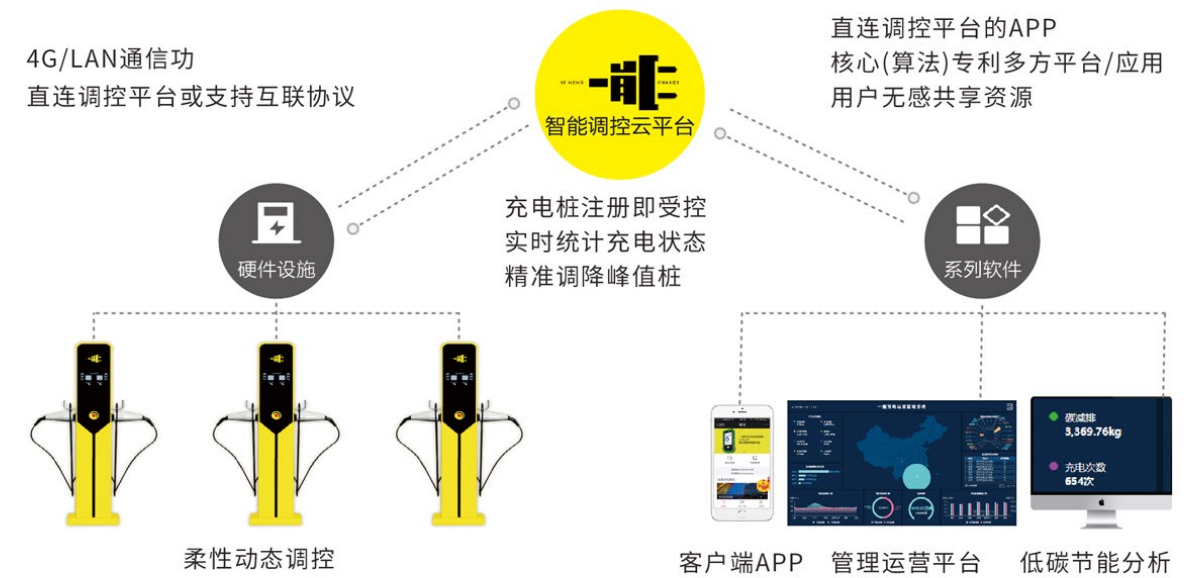 4G/LAN通信功
直连调控平台或支持互联协议
直连调控平台的APP
核心(算法)专利多方平台/应用
用户无感共享资源
YI NENG
一能
CHARGE
智能调控云平台
充电桩注册即受控
实时统计充电状态
精准调降峰值桩
硬件设施
系列软件
碳减排
3,369.76kg
充电次数
654次
柔性动态调控
客户端APP
管理运营平台
低碳节能分析